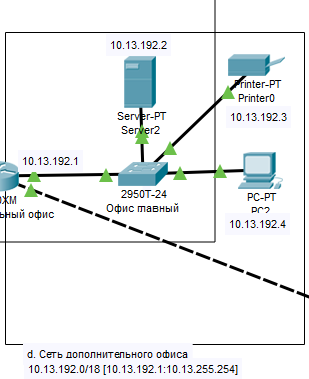 10.13.192.2
Printer-PT
Printer0
Server-PT
Server2
10.13.192.3
10.13.192.1
2950T-24
Офис главный
PC-PT
PC2
10.13.192.4
d. Сеть дополнительного офиса
10.13.192.0/18 [10.13.192.1:10.13.255.254]